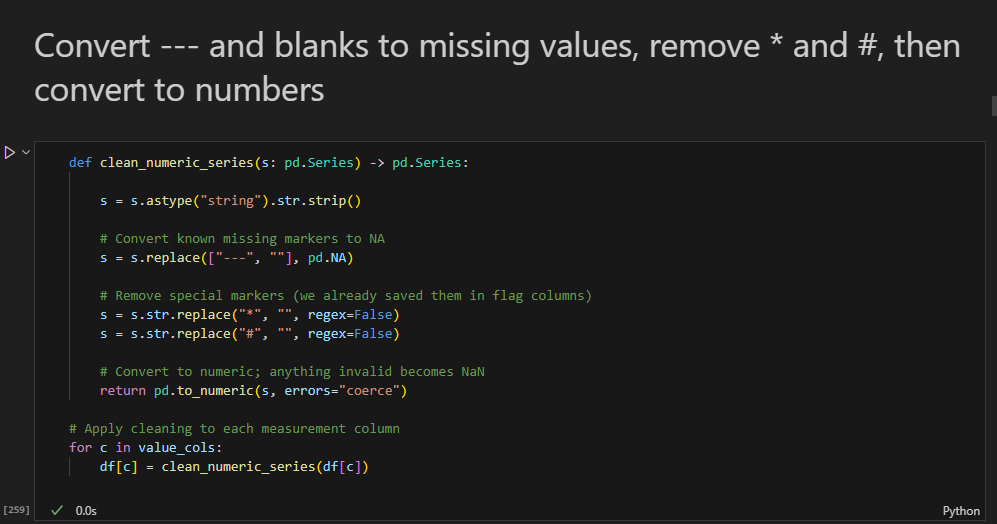 Convert --- and blanks to missing values, remove * and #, then
convert to numbers
def clean_numeric_series(s: pd.Series) -> pd.Series:
s = s.astype("string").str.strip()
# Convert known missing markers to NA
s = s.replace(["---", ""], pd.NA)
# Remove special markers (we already saved them in flag columns)
s = s.str.replace("*", "", regex=False)
s = s.str.replace("#", "", regex=False)
# Convert to numeric; anything invalid becomes NaN
return pd.to_numeric(s, errors="coerce")
# Apply cleaning to each measurement column
for c in value_cols:
df[c] = clean_numeric_series(df[c])
[259] 0.0s Python